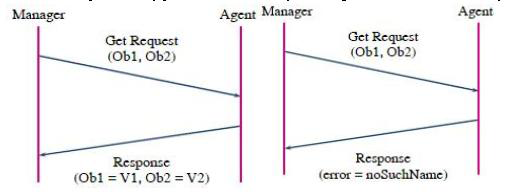 Manager
Agent
Get Request
(Ob1, Ob2)
Response
(Ob1 = V1, Ob2 = V2)
Manager
Agent
Get Request
(Ob1, Ob2)
Response
(error = noSuchName)